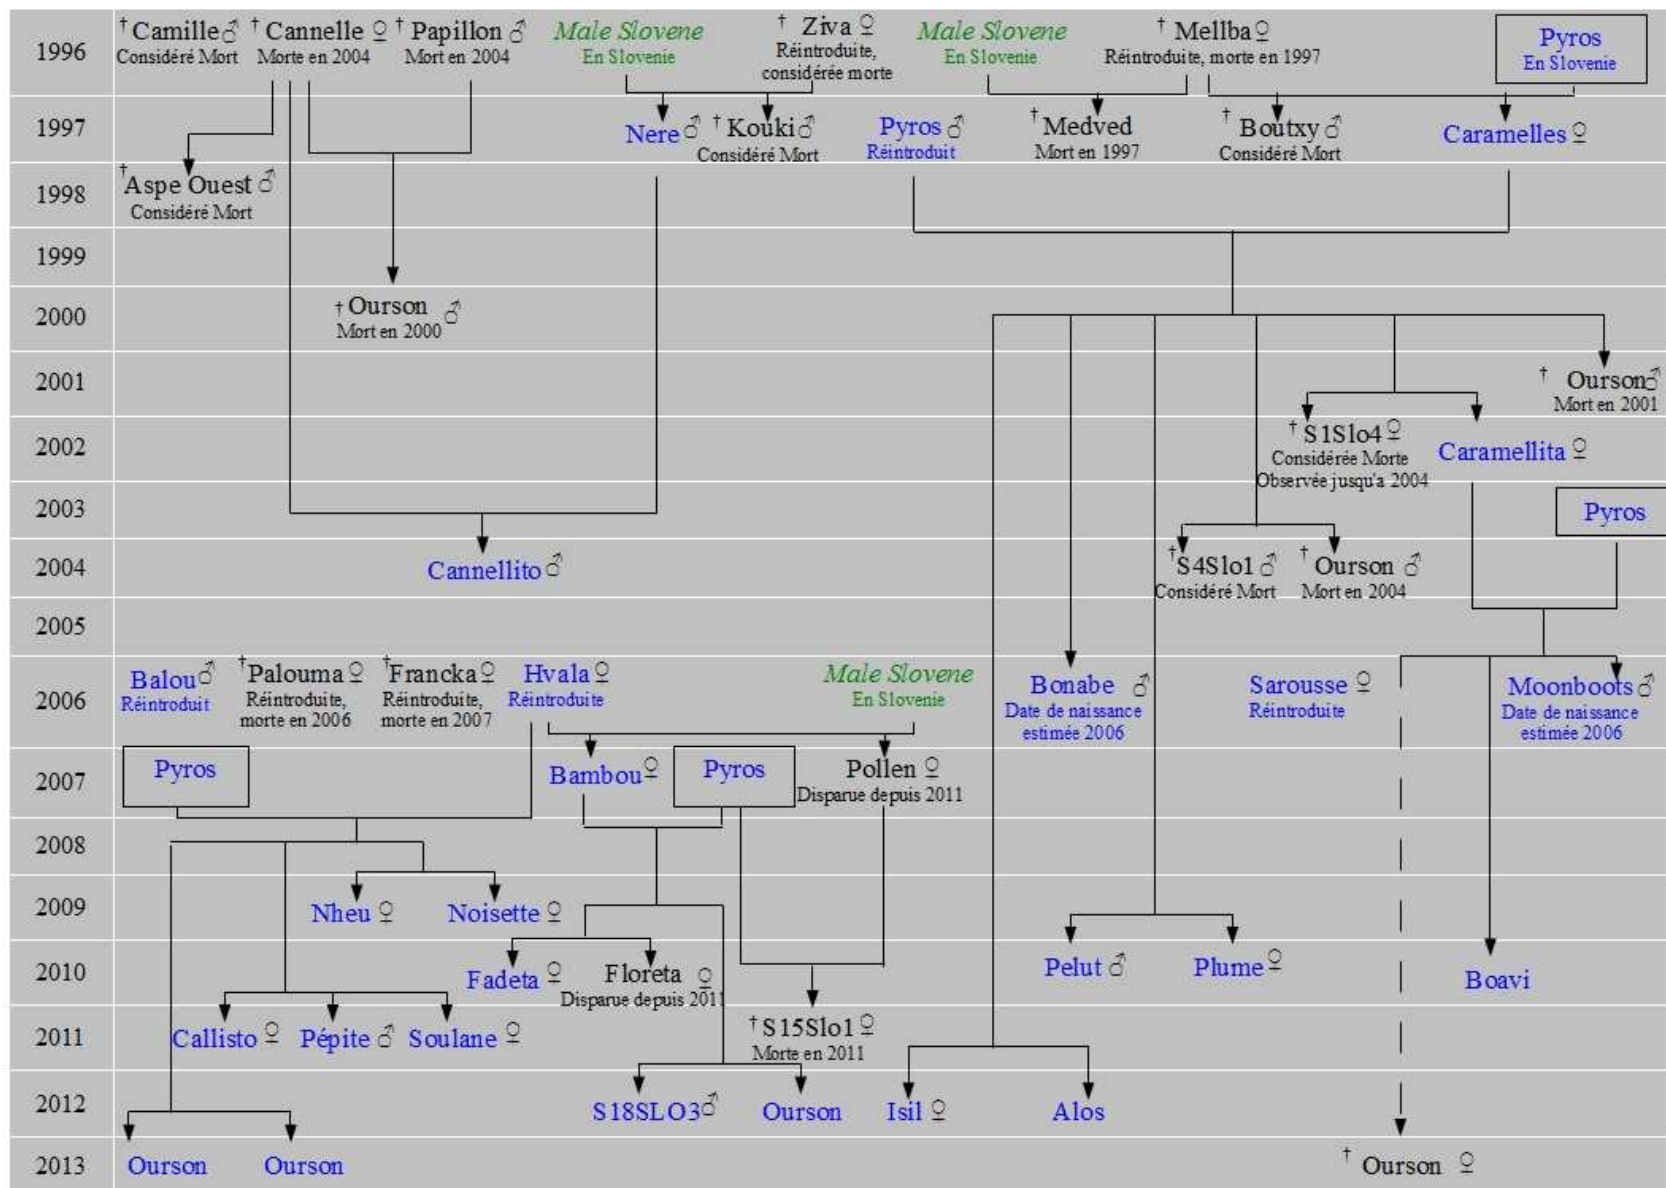 1996
† Camille ♂
Considéré Mort
† Cannelle ♀
Morte en 2004
† Papillon ♂
Mort en 2004
Male Slovene
En Slovenie
† Ziva ♀
Réintroduite,
considérée morte
Male Slovene
En Slovenie
† Mellba ♀
Réintroduite, morte en 1997
Pyros
En Slovenie
1997
Nere ♂
† Kouki ♂
Considéré Mort
Pyros ♂
Réintroduit
† Medved
Mort en 1997
† Boutxy ♂
Considéré Mort
Caramelles ♀
1998
† Aspe Ouest ♂
Considéré Mort
1999
2000
† Ourson ♂
Mort en 2000
2001
† Ourson ♂
Mort en 2001
2002
† S1Slo4 ♀
Considérée Morte
Observée jusqu'a 2004
Caramellita ♀
2003
Pyros
2004
Cannellito ♂
† S4Slo1 ♂
Considéré Mort
† Ourson ♂
Mort en 2004
2005
2006
Balou ♂
Réintroduit
† Palouma ♀
Réintroduite,
morte en 2006
† Francka ♀
Réintroduite,
morte en 2007
Hvala ♀
Réintroduite
Male Slovene
En Slovenie
Bonabe ♂
Date de naissance
estimée 2006
Sarousse ♀
Réintroduite
Moonboots ♂
Date de naissance
estimée 2006
2007
Pyros
Bambou ♀
Pyros
Pollen ♀
Disparue depuis 2011
2008
2009
Nheu ♀
Noisette ♀
2010
Fadeta ♀
Floreta ♀
Disparue depuis 2011
Pelut ♂
Plume ♀
Boavi
2011
Callisto ♀
Pépite ♂
Soulane ♀
† S15Slo1 ♀
Morte en 2011
2012
S18SLO3 ♂
Ourson
Isil ♀
Alos
2013
Ourson
Ourson
† Ourson ♀